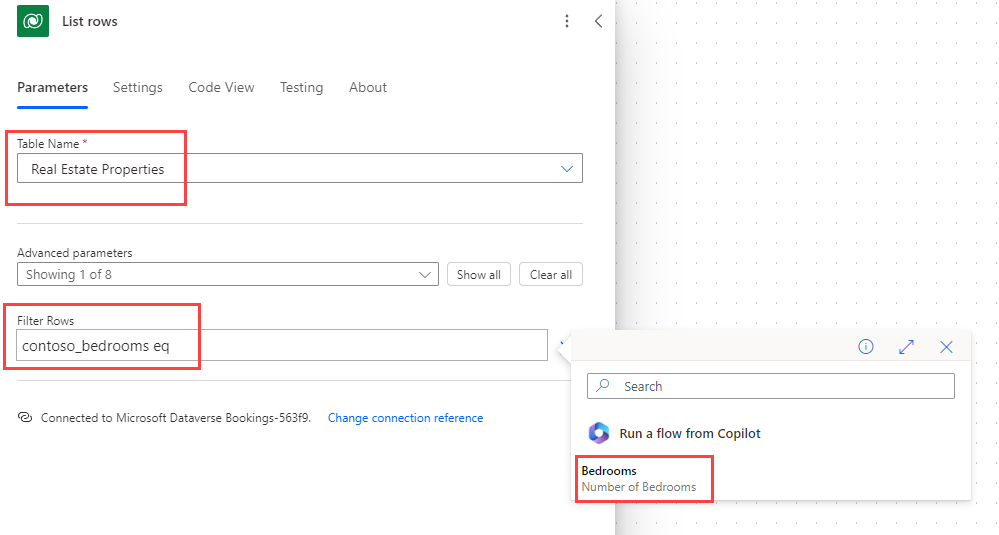 List rows
Parameters Settings Code View Testing About
Table Name *
Real Estate Properties
Advanced parameters
Showing 1 of 8 Show all Clear all
Filter Rows
contoso_bedrooms eq
Search
Connected to Microsoft Dataverse Bookings-563f9. Change connection reference
Run a flow from Copilot
Bedrooms
Number of Bedrooms